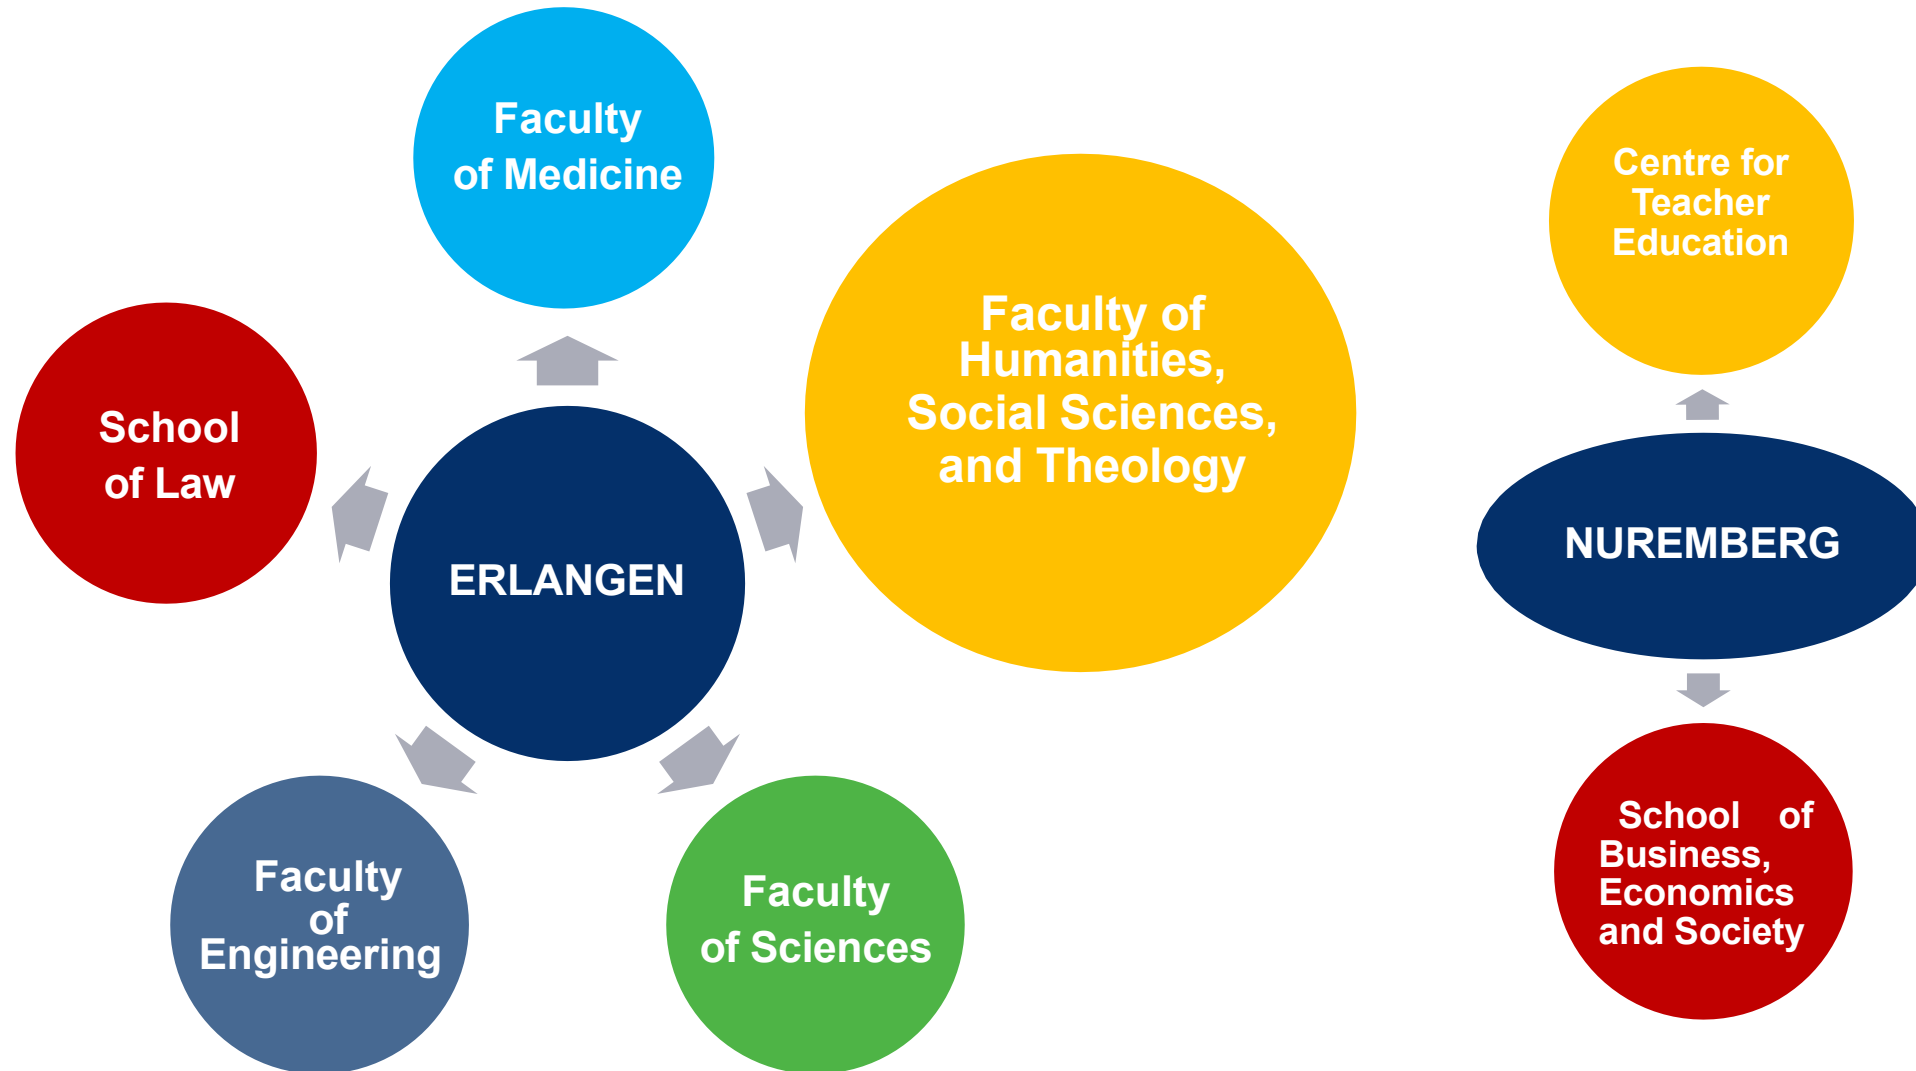 Faculty
of Medicine
School
of Law
ERLANGEN
Faculty of
Humanities,
Social Sciences,
and Theology
Faculty
of
Engineering
Faculty
of Sciences
Centre for
Teacher
Education
NUREMBERG
School of
Business,
Economics
and Society